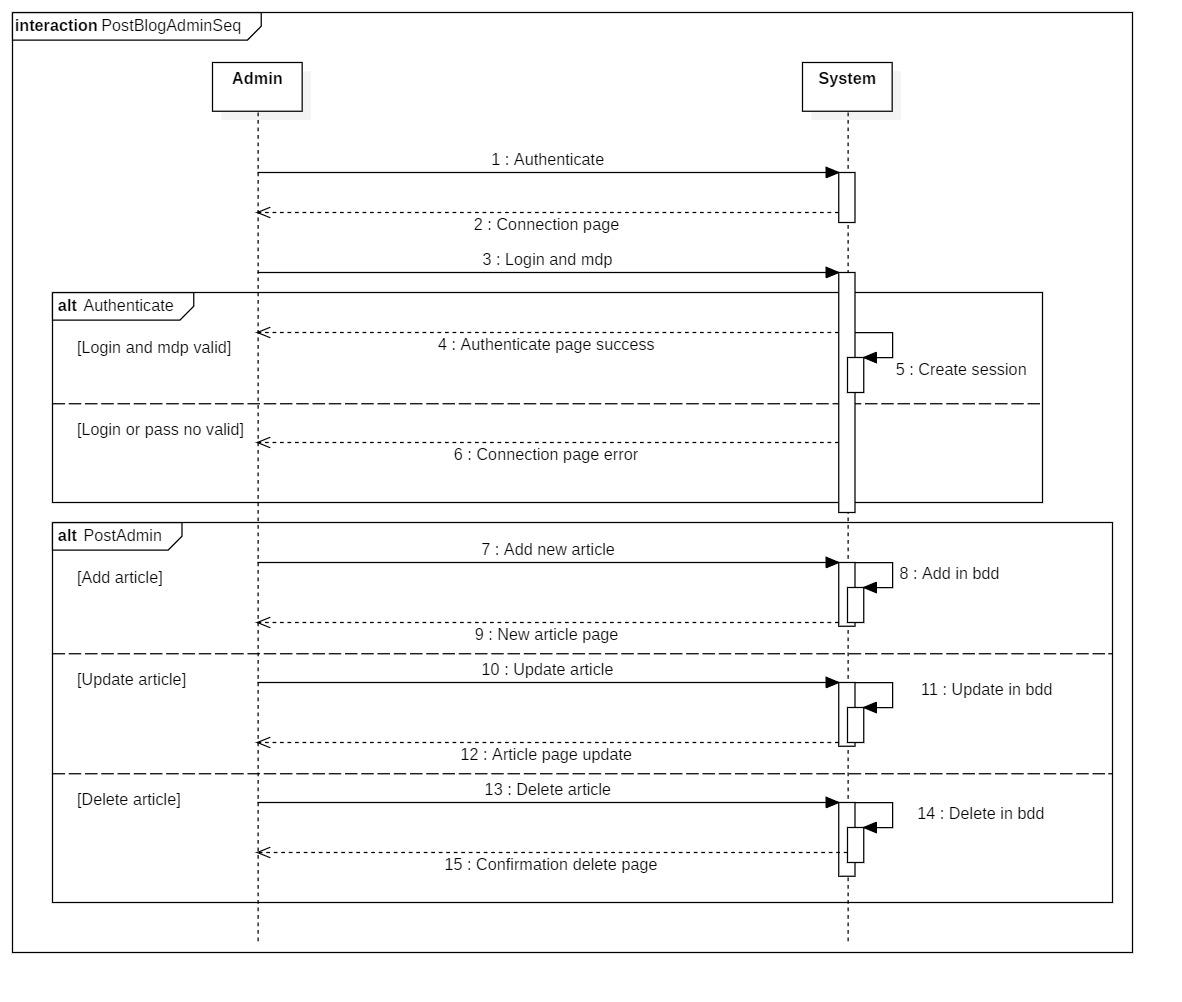 interaction PostBlogAdminSeq
Admin
System
1 : Authenticate
2 : Connection page
3 : Login and mdp
alt Authenticate
[Login and mdp valid]
4 : Authenticate page success
5 : Create session
[Login or pass no valid]
6 : Connection page error
alt PostAdmin
7 : Add new article
[Add article]
8 : Add in bdd
9 : New article page
10 : Update article
[Update article]
11 : Update in bdd
12 : Article page update
13 : Delete article
[Delete article]
14 : Delete in bdd
15 : Confirmation delete page